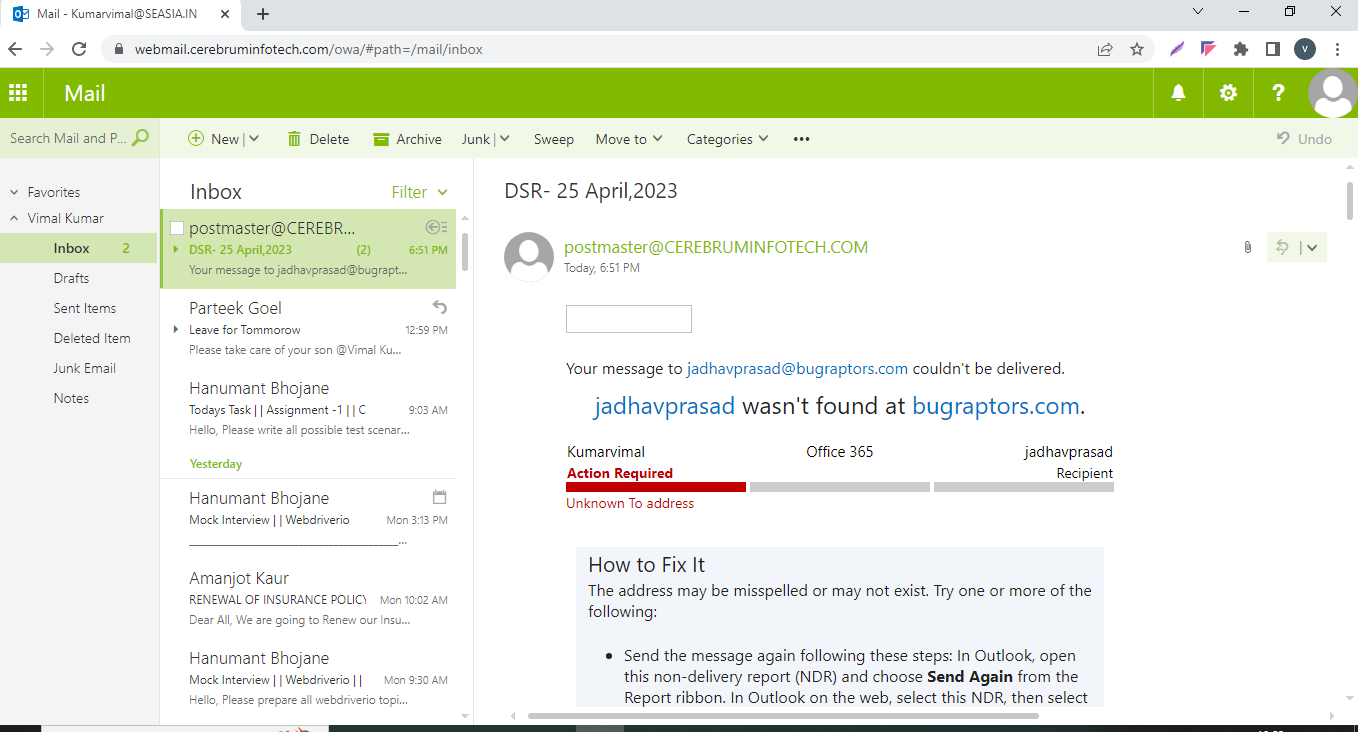 Mail - Kumarvimal@SEASIA.IN
webmail.cerebruminfotech.com/owa/#path=/mail/inbox
V
Mail
?
Search Mail and P...
New
Delete
Archive
Junk
Sweep
Move to
Categories
•••
Undo
Favorites
Vimal Kumar
Inbox 2
Drafts
Sent Items
Deleted Item
Junk Email
Notes
Inbox
Filter
postmaster@CEREBR...
DSR- 25 April,2023 (2) 6:51 PM
Your message to jadhavprasad@bugrapt...
Parteek Goel
Leave for Tommorow 12:59 PM
Please take care of your son @Vimal Ku...
Hanumant Bhojane
Todays Task || Assignment -1 || C 9:03 AM
Hello, Please write all possible test scenar...
Yesterday
Hanumant Bhojane
Mock Interview || Webdriverio Mon 3:13 PM
________________________________________...
Amanjot Kaur
RENEWAL OF INSURANCE POLICY Mon 10:02 AM
Dear All, We are going to Renew our Insu...
Hanumant Bhojane
Mock Interview || Webdriverio || Mon 9:30 AM
Hello, Please prepare all webdriverio topi...
DSR- 25 April,2023
postmaster@CEREBRUMINFOTECH.COM
Today, 6:51 PM
Your message to jadhavprasad@bugraptors.com couldn't be delivered.
jadhavprasad wasn't found at bugraptors.com.
Kumarvimal Office 365 jadhavprasad
Action Required Recipient
Unknown To address
How to Fix It
The address may be misspelled or may not exist. Try one or more of the
following:
• Send the message again following these steps: In Outlook, open
this non-delivery report (NDR) and choose Send Again from the
Report ribbon. In Outlook on the web, select this NDR, then select